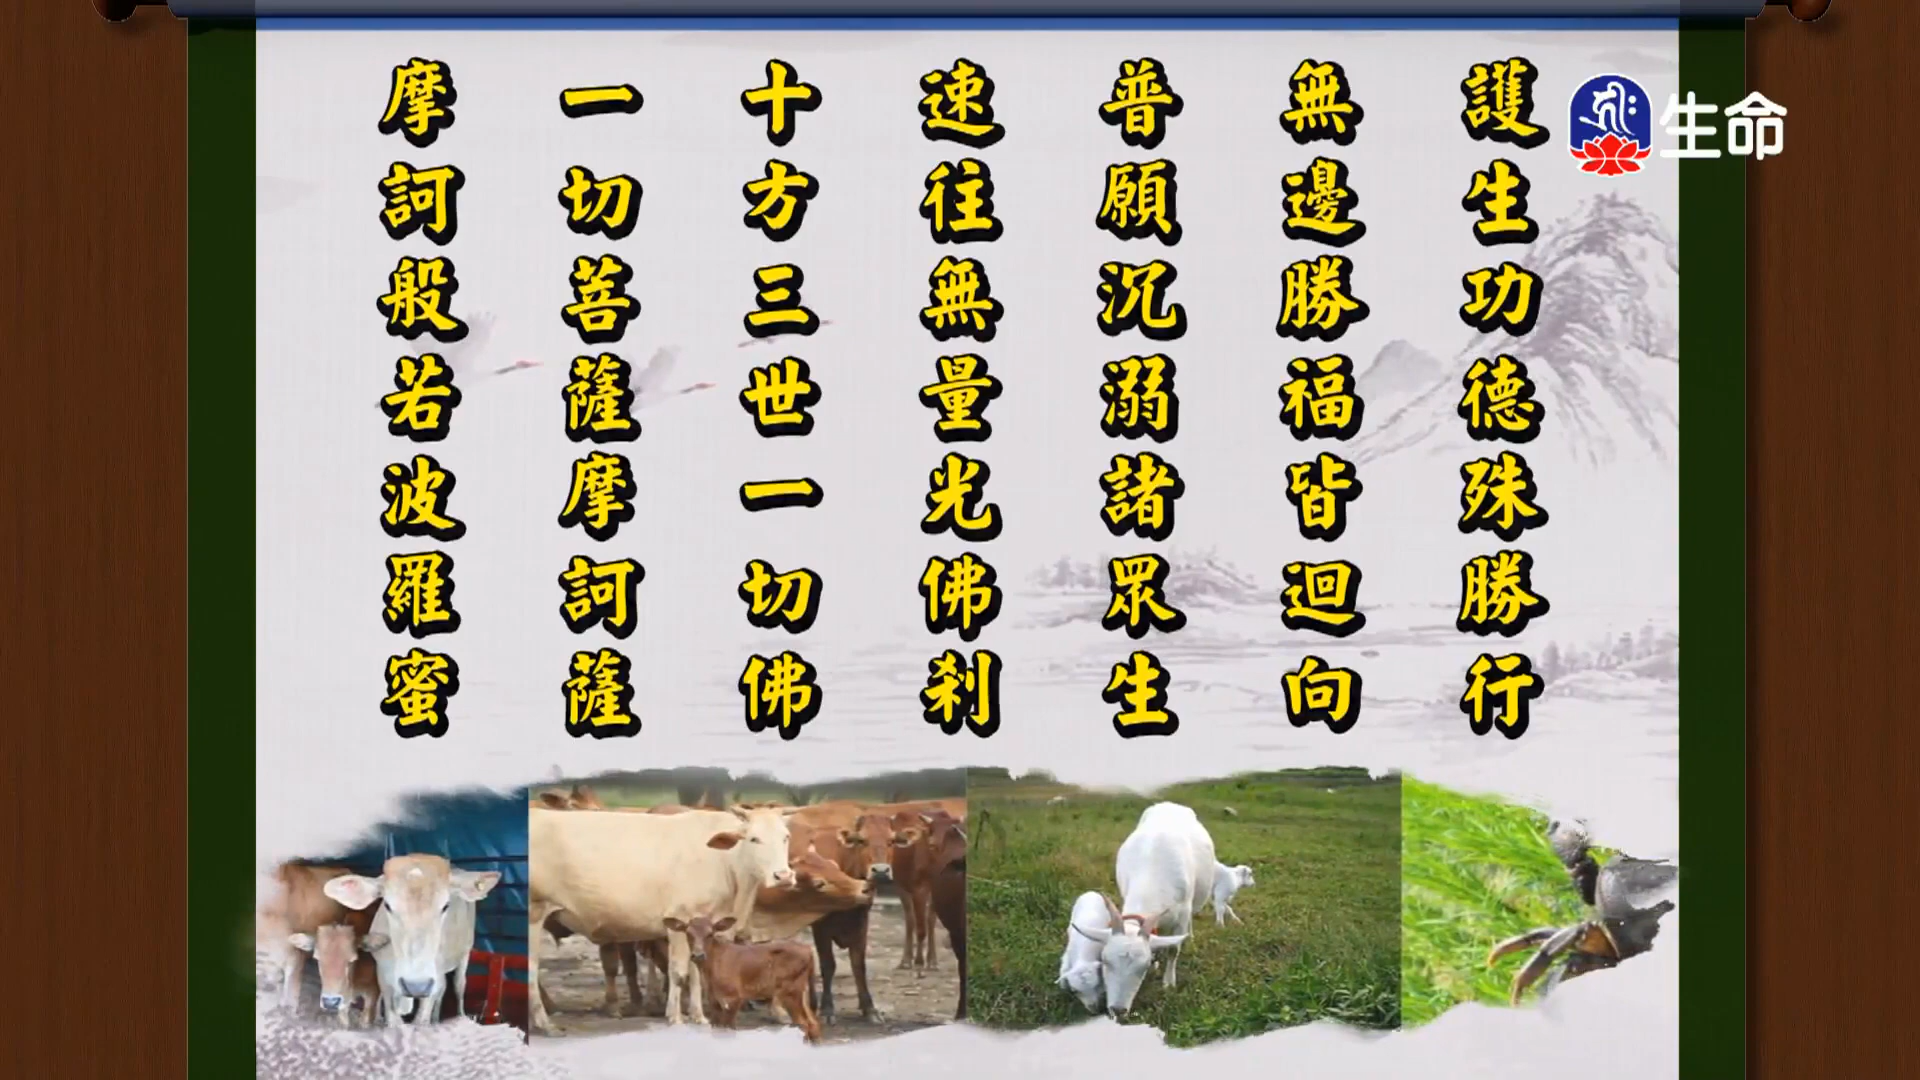 護生功德殊勝行
無邊勝福皆迴向
普願沉溺諸眾生
速往無量光佛剎
十方三世一切佛
一切菩薩摩訶薩
摩訶般若波羅蜜
生命